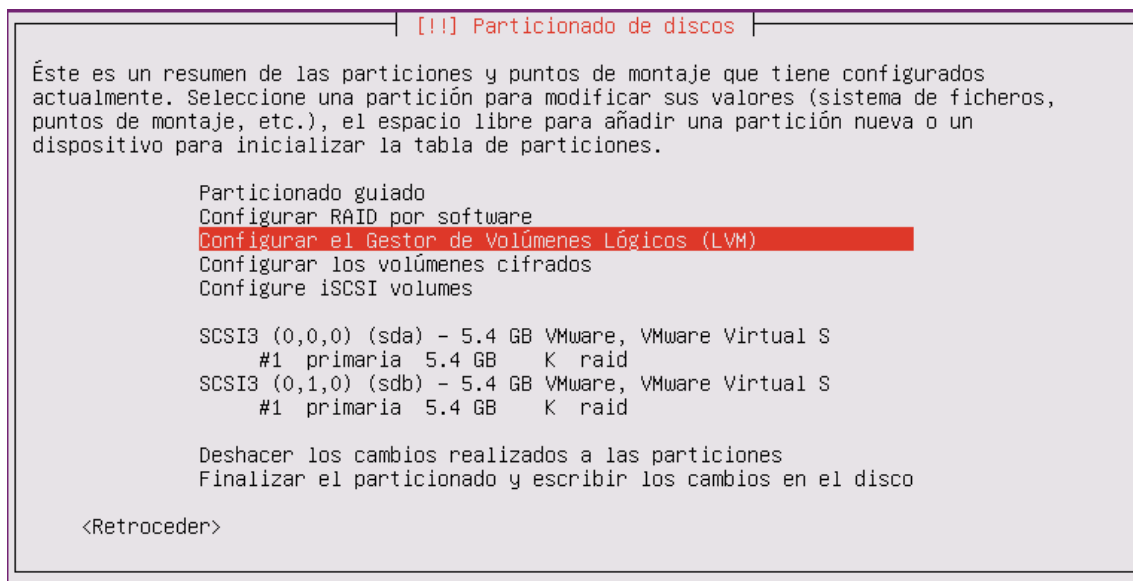 [!!] Particionado de discos
Éste es un resumen de las particiones y puntos de montaje que tiene configurados
actualmente. Seleccione una partición para modificar sus valores (sistema de ficheros,
puntos de montaje, etc.), el espacio libre para añadir una partición nueva o un
dispositivo para inicializar la tabla de particiones.
Particionado guiado
Configurar RAID por software
Configurar el Gestor de Volúmenes Lógicos (LVM)
Configurar los volúmenes cifrados
Configure iSCSI volumes
SCSI3 (0,0,0) (sda) - 5.4 GB VMware, VMware Virtual S
#1 primaria 5.4 GB K raid
SCSI3 (0,1,0) (sdb) - 5.4 GB VMware, VMware Virtual S
#1 primaria 5.4 GB K raid
Deshacer los cambios realizados a las particiones
Finalizar el particionado y escribir los cambios en el disco
<Retroceder>